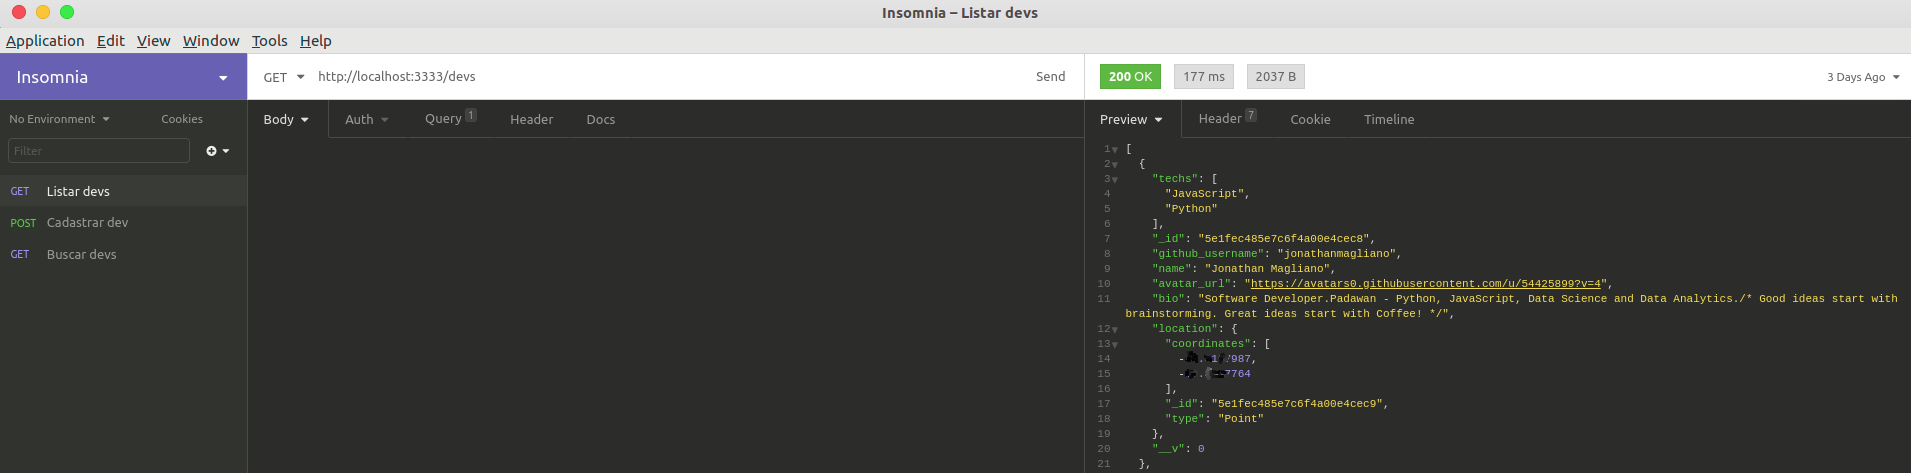 Insomnia – Listar devs
Application Edit View Window Tools Help
Insomnia
GET http://localhost:3333/devs Send
200 OK 177 ms 2037 B 3 Days Ago
No Environment Cookies
Filter
GET Listar devs
POST Cadastrar dev
GET Buscar devs
Body Auth Query 1 Header Docs
Preview Header 7 Cookie Timeline
1 [
2 {
3 "techs": [
4 "JavaScript",
5 "Python"
6 ],
7 "_id": "5e1fec485e7c6f4a00e4cec8",
8 "github_username": "jonathanmagliano",
9 "name": "Jonathan Magliano",
10 "avatar_url": "https://avatars0.githubusercontent.com/u/54425899?v=4",
11 "bio": "Software Developer.Padawan - Python, JavaScript, Data Science and Data Analytics./* Good ideas start with
brainstorming. Great ideas start with Coffee! */",
12 "location": {
13 "coordinates": [
14
15
16 ],
17 "_id": "5e1fec485e7c6f4a00e4cec9",
18 "type": "Point"
19 },
20 "__v": 0
21 },